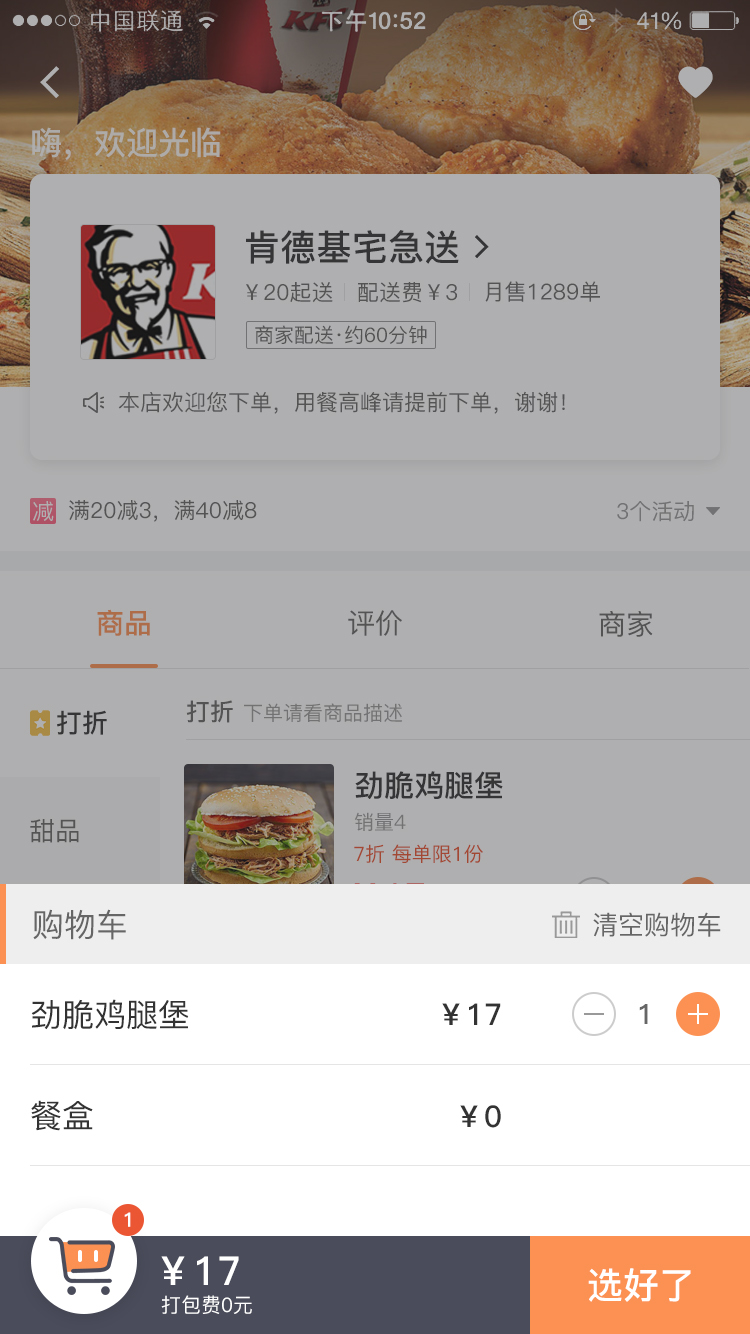 中国联通 下午10:52 41%
KFC
嗨，欢迎光临
肯德基宅急送
¥20起送 配送费¥3 月售1289单
商家配送·约60分钟
本店欢迎您下单，用餐高峰请提前下单，谢谢！
减 满20减3，满40减8 3个活动
商品 评价 商家
打折
打折 下单请看商品描述
劲脆鸡腿堡
甜品
销量4
7折 每单限1份
购物车 清空购物车
劲脆鸡腿堡 ¥17 1
餐盒 ¥0
1
¥17
打包费0元
选好了